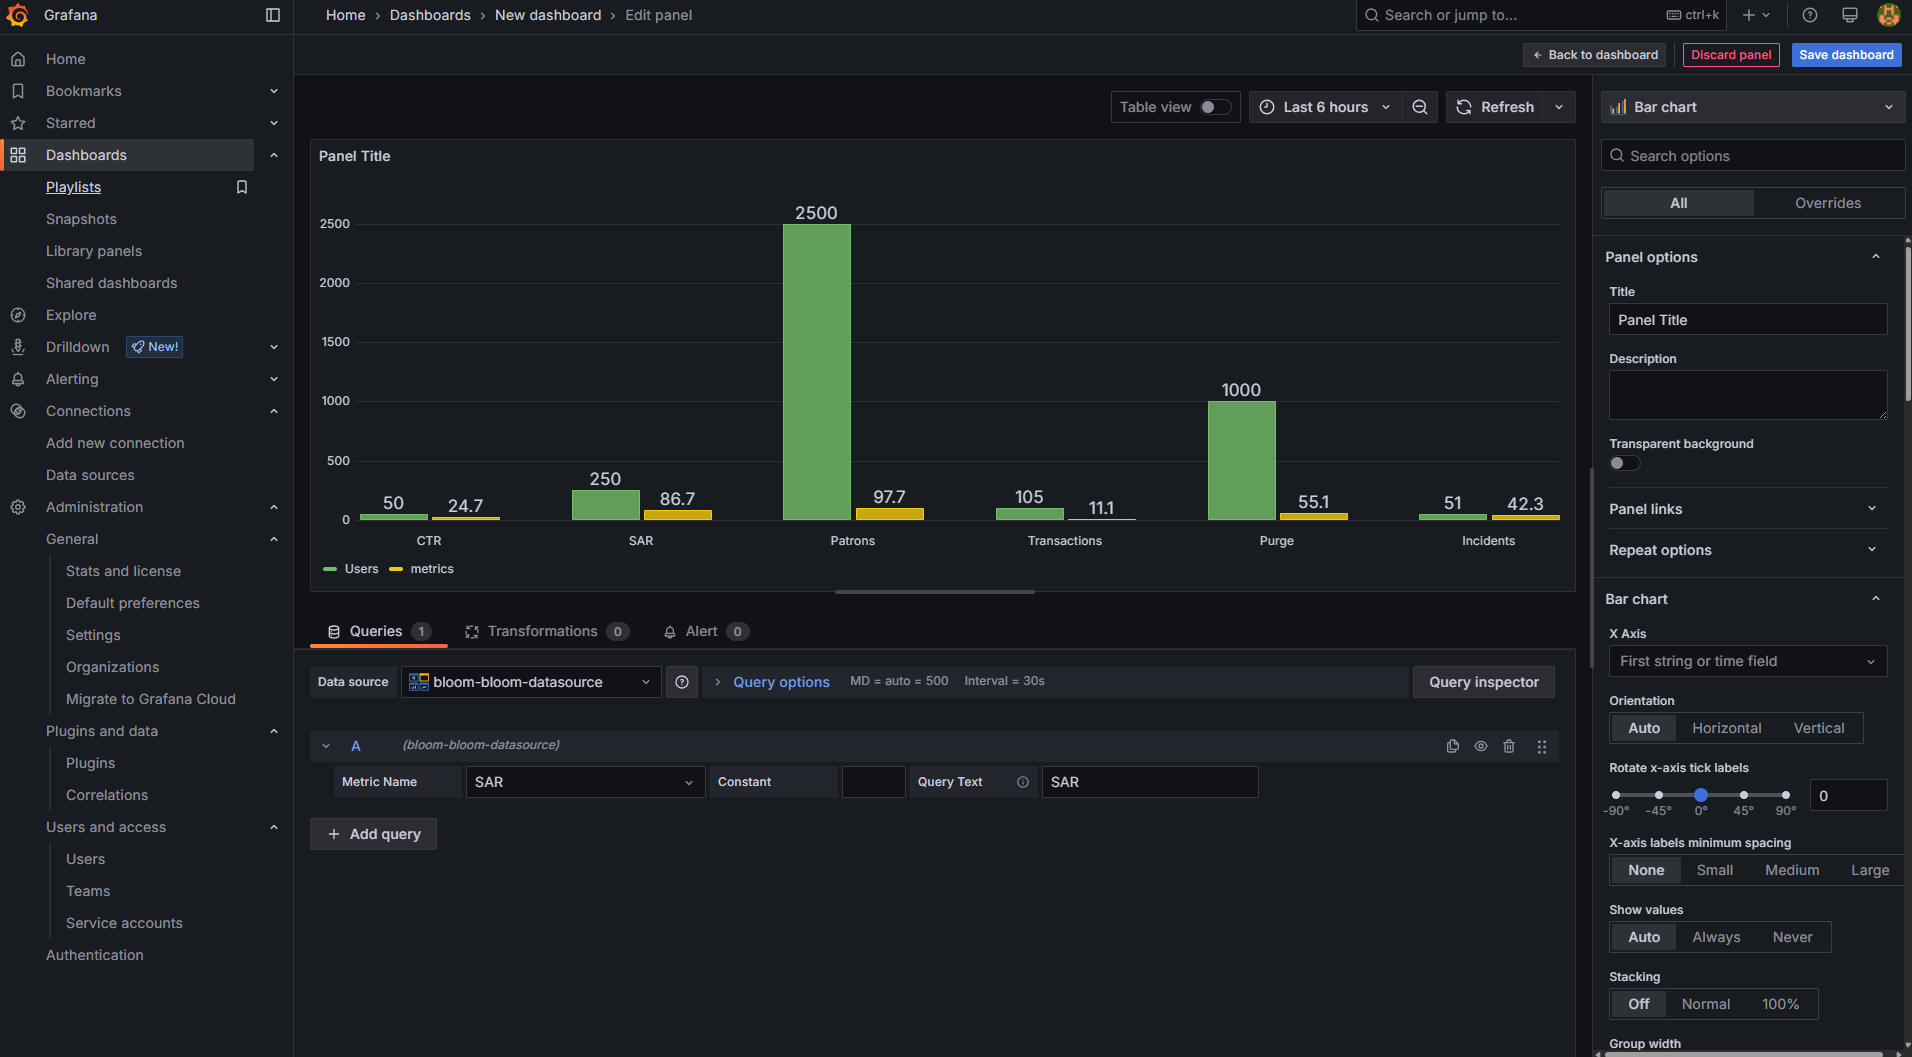 Grafana
Home › Dashboards › New dashboard › Edit panel
Search or jump to...
ctrl+k
Back to dashboard
Discard panel
Save dashboard
Home
Bookmarks
Starred
Dashboards
Playlists
Snapshots
Library panels
Shared dashboards
Explore
Drilldown
New!
Alerting
Connections
Add new connection
Data sources
Administration
General
Stats and license
Default preferences
Settings
Organizations
Migrate to Grafana Cloud
Plugins and data
Plugins
Correlations
Users and access
Users
Teams
Service accounts
Authentication
Table view
Last 6 hours
Refresh
Panel Title
2500
2000
1500
1000
500
0
50
24.7
250
86.7
2500
97.7
105
11.1
1000
55.1
51
42.3
CTR
SAR
Patrons
Transactions
Purge
Incidents
Users
metrics
Queries 1
Transformations 0
Alert 0
Data source
bloom-bloom-datasource
Query options
MD = auto = 500
Interval = 30s
Query inspector
A
(bloom-bloom-datasource)
Metric Name
SAR
Constant
Query Text
SAR
+ Add query
Bar chart
Search options
All
Overrides
Panel options
Title
Panel Title
Description
Transparent background
Panel links
Repeat options
Bar chart
X Axis
First string or time field
Orientation
Auto
Horizontal
Vertical
Rotate x-axis tick labels
-90°
-45°
0°
45°
90°
0
X-axis labels minimum spacing
None
Small
Medium
Large
Show values
Auto
Always
Never
Stacking
Off
Normal
100%
Group width